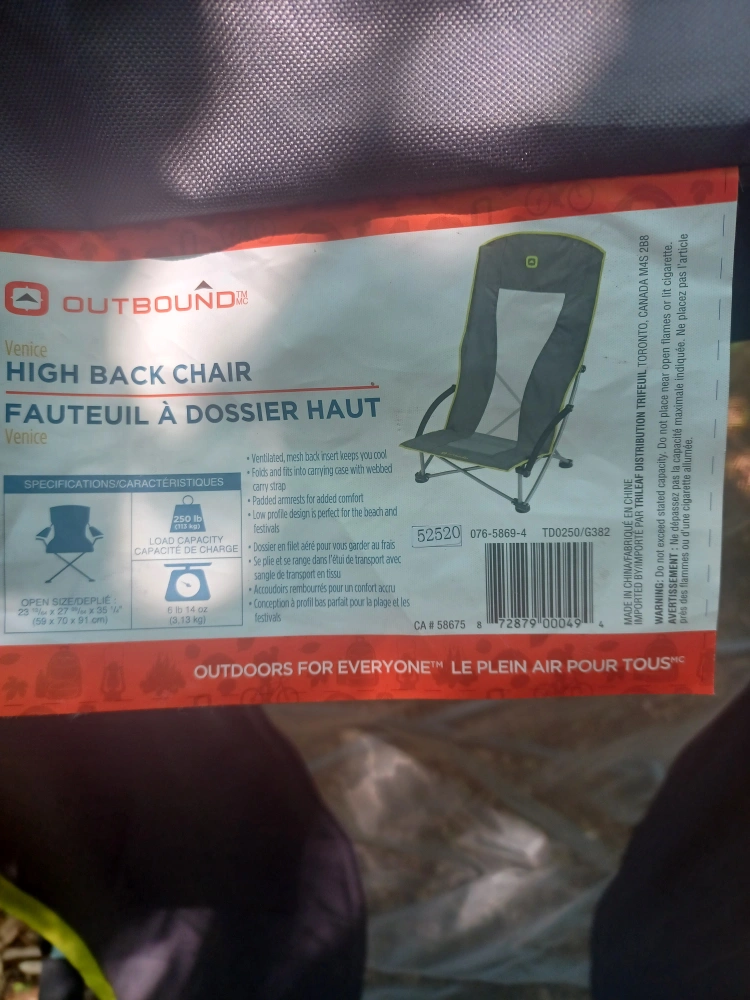 OUTBOUND™ MC
Venice
HIGH BACK CHAIR
FAUTEUIL À DOSSIER HAUT
Venice
SPECIFICATIONS/CARACTÉRISTIQUES
250 lb
(113 kg)
LOAD CAPACITY
CAPACITÉ DE CHARGE
OPEN SIZE/DEPLIÉ :
(59 x 70 x 91 cm)
6 lb 14 oz
(3,13 kg)
• Ventilated, mesh back insert keeps you cool
• Folds and fits into carrying case with webbed
carry strap
• Padded armrests for added comfort
• Low profile design is perfect for the beach and
festivals
• Dossier en filet aéré pour vous garder au frais
• Se plie et se range dans l'étui de transport avec
sangle de transport en tissu
• Accoudoirs rembourrés pour un confort accru
• Conception à profil bas parfait pour la plage et les
festivals
52520 076-5869-4 TD0250/G382
CA # 58675 8 72879 00049 4
MADE IN CHINA/FABRIQUÉ EN CHINE
IMPORTED BY/IMPORTÉ PAR TRILEAF DISTRIBUTION TRIFEUIL TORONTO, CANADA M4S 2B8
WARNING: Do not exceed stated capacity. Do not place near open flames or lit cigarette.
AVERTISSEMENT : Ne dépassez pas la capacité maximale indiquée. Ne placez pas l'article
près des flammes ou d'une cigarette allumée.
OUTDOORS FOR EVERYONE™ LE PLEIN AIR POUR TOUS MC